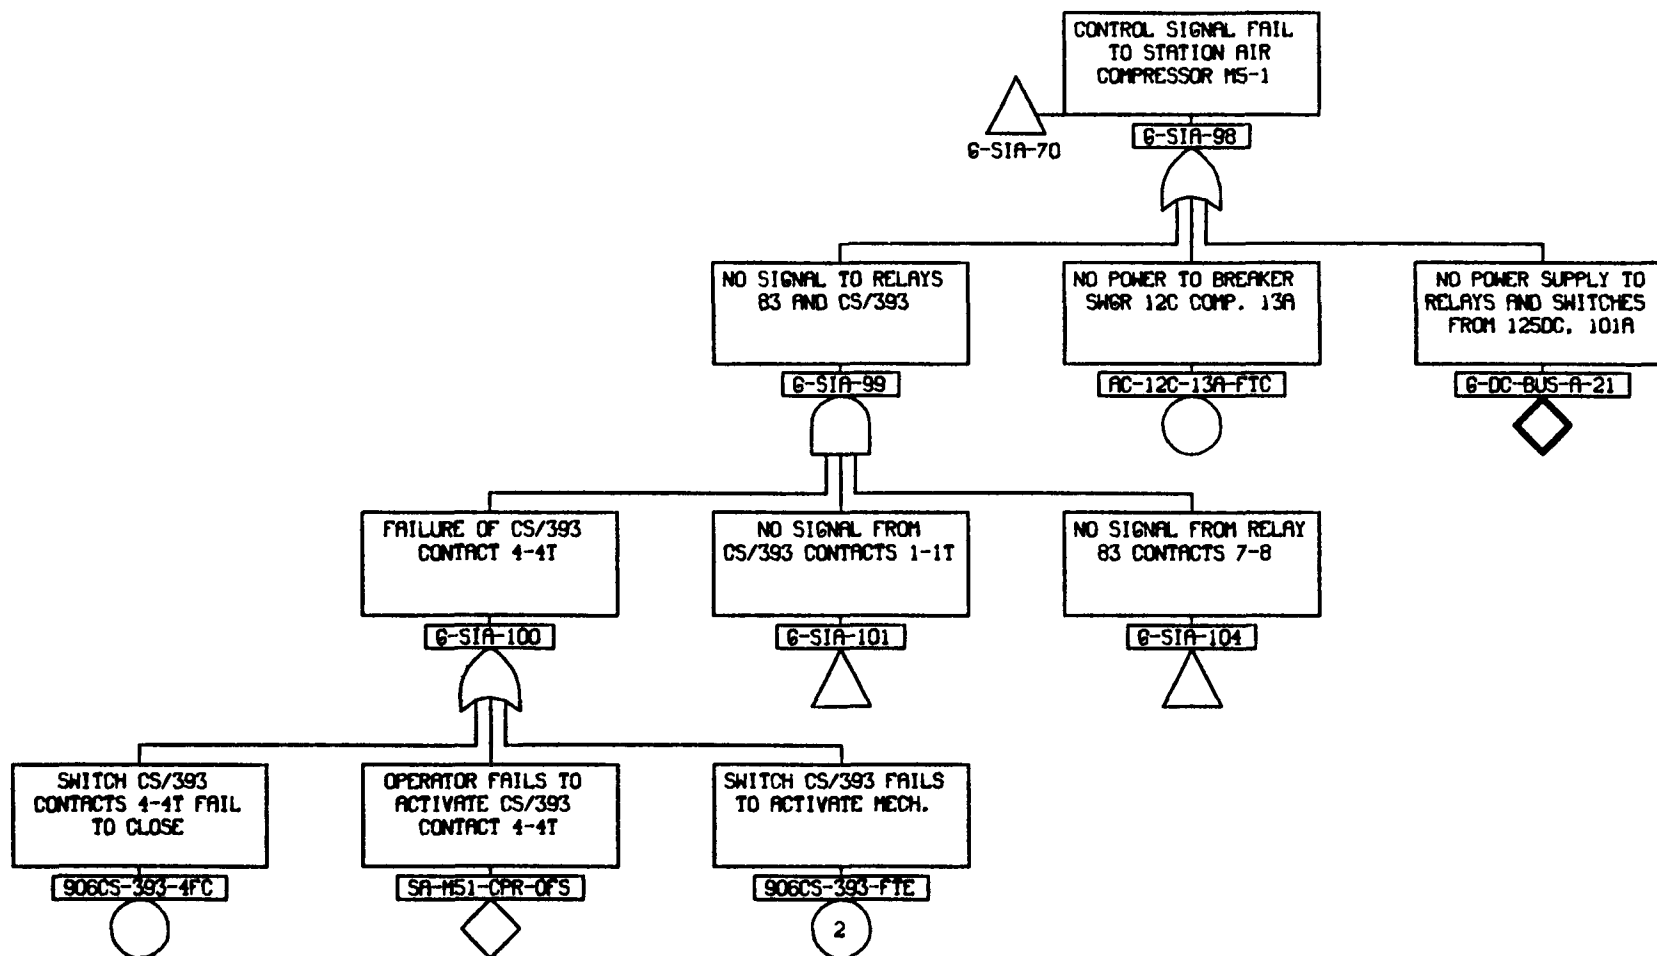 CONTROL SIGNAL FAIL
TO STATION AIR
COMPRESSOR M5-1
G-SIA-70
G-SIA-98
NO SIGNAL TO RELAYS
83 AND CS/393
G-SIA-99
NO POWER TO BREAKER
SWGR 12C COMP. 13A
AC-12C-13A-FTC
NO POWER SUPPLY TO
RELAYS AND SWITCHES
FROM 125DC. 101A
G-DC-BUS-A-21
FAILURE OF CS/393
CONTACT 4-4T
G-SIA-100
NO SIGNAL FROM
CS/393 CONTACTS 1-1T
G-SIA-101
NO SIGNAL FROM RELAY
83 CONTACTS 7-8
G-SIA-104
SWITCH CS/393
CONTACTS 4-4T FAIL
TO CLOSE
906CS-393-4FC
OPERATOR FAILS TO
ACTIVATE CS/393
CONTACT 4-4T
SA-M51-CPR-OFS
SWITCH CS/393 FAILS
TO ACTIVATE MECH.
906CS-393-FTE
2